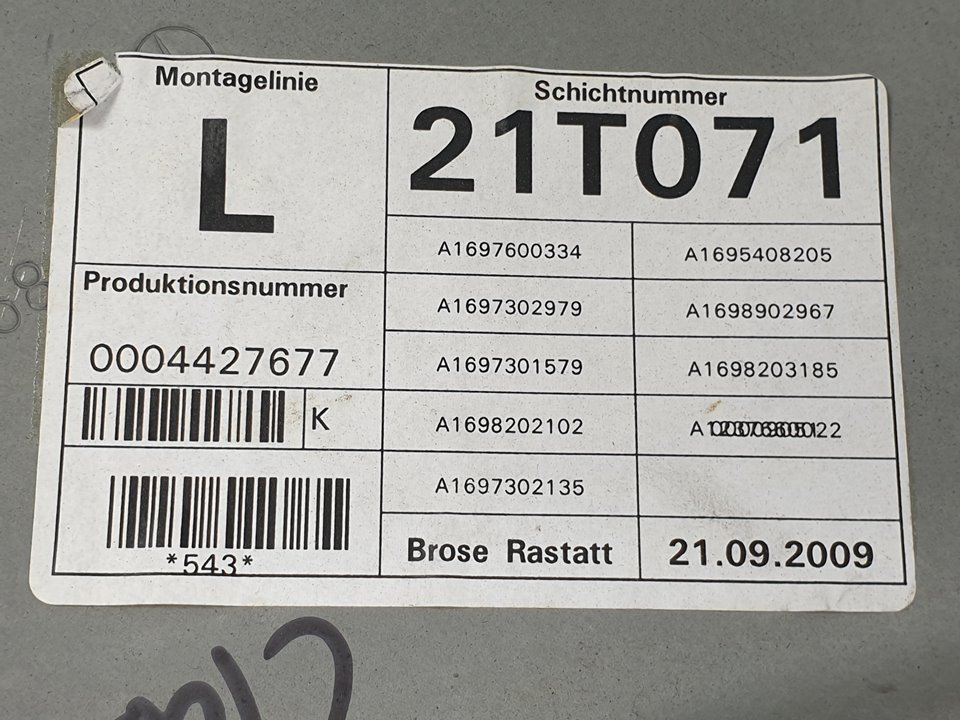 Montagelinie
L
Schichtnummer
21T071
Produktionsnummer
0004427677
K
*543*
A1697600334 A1695408205
A1697302979 A1698902967
A1697301579 A1698203185
A1698202102
A1697302135
Brose Rastatt 21.09.2009